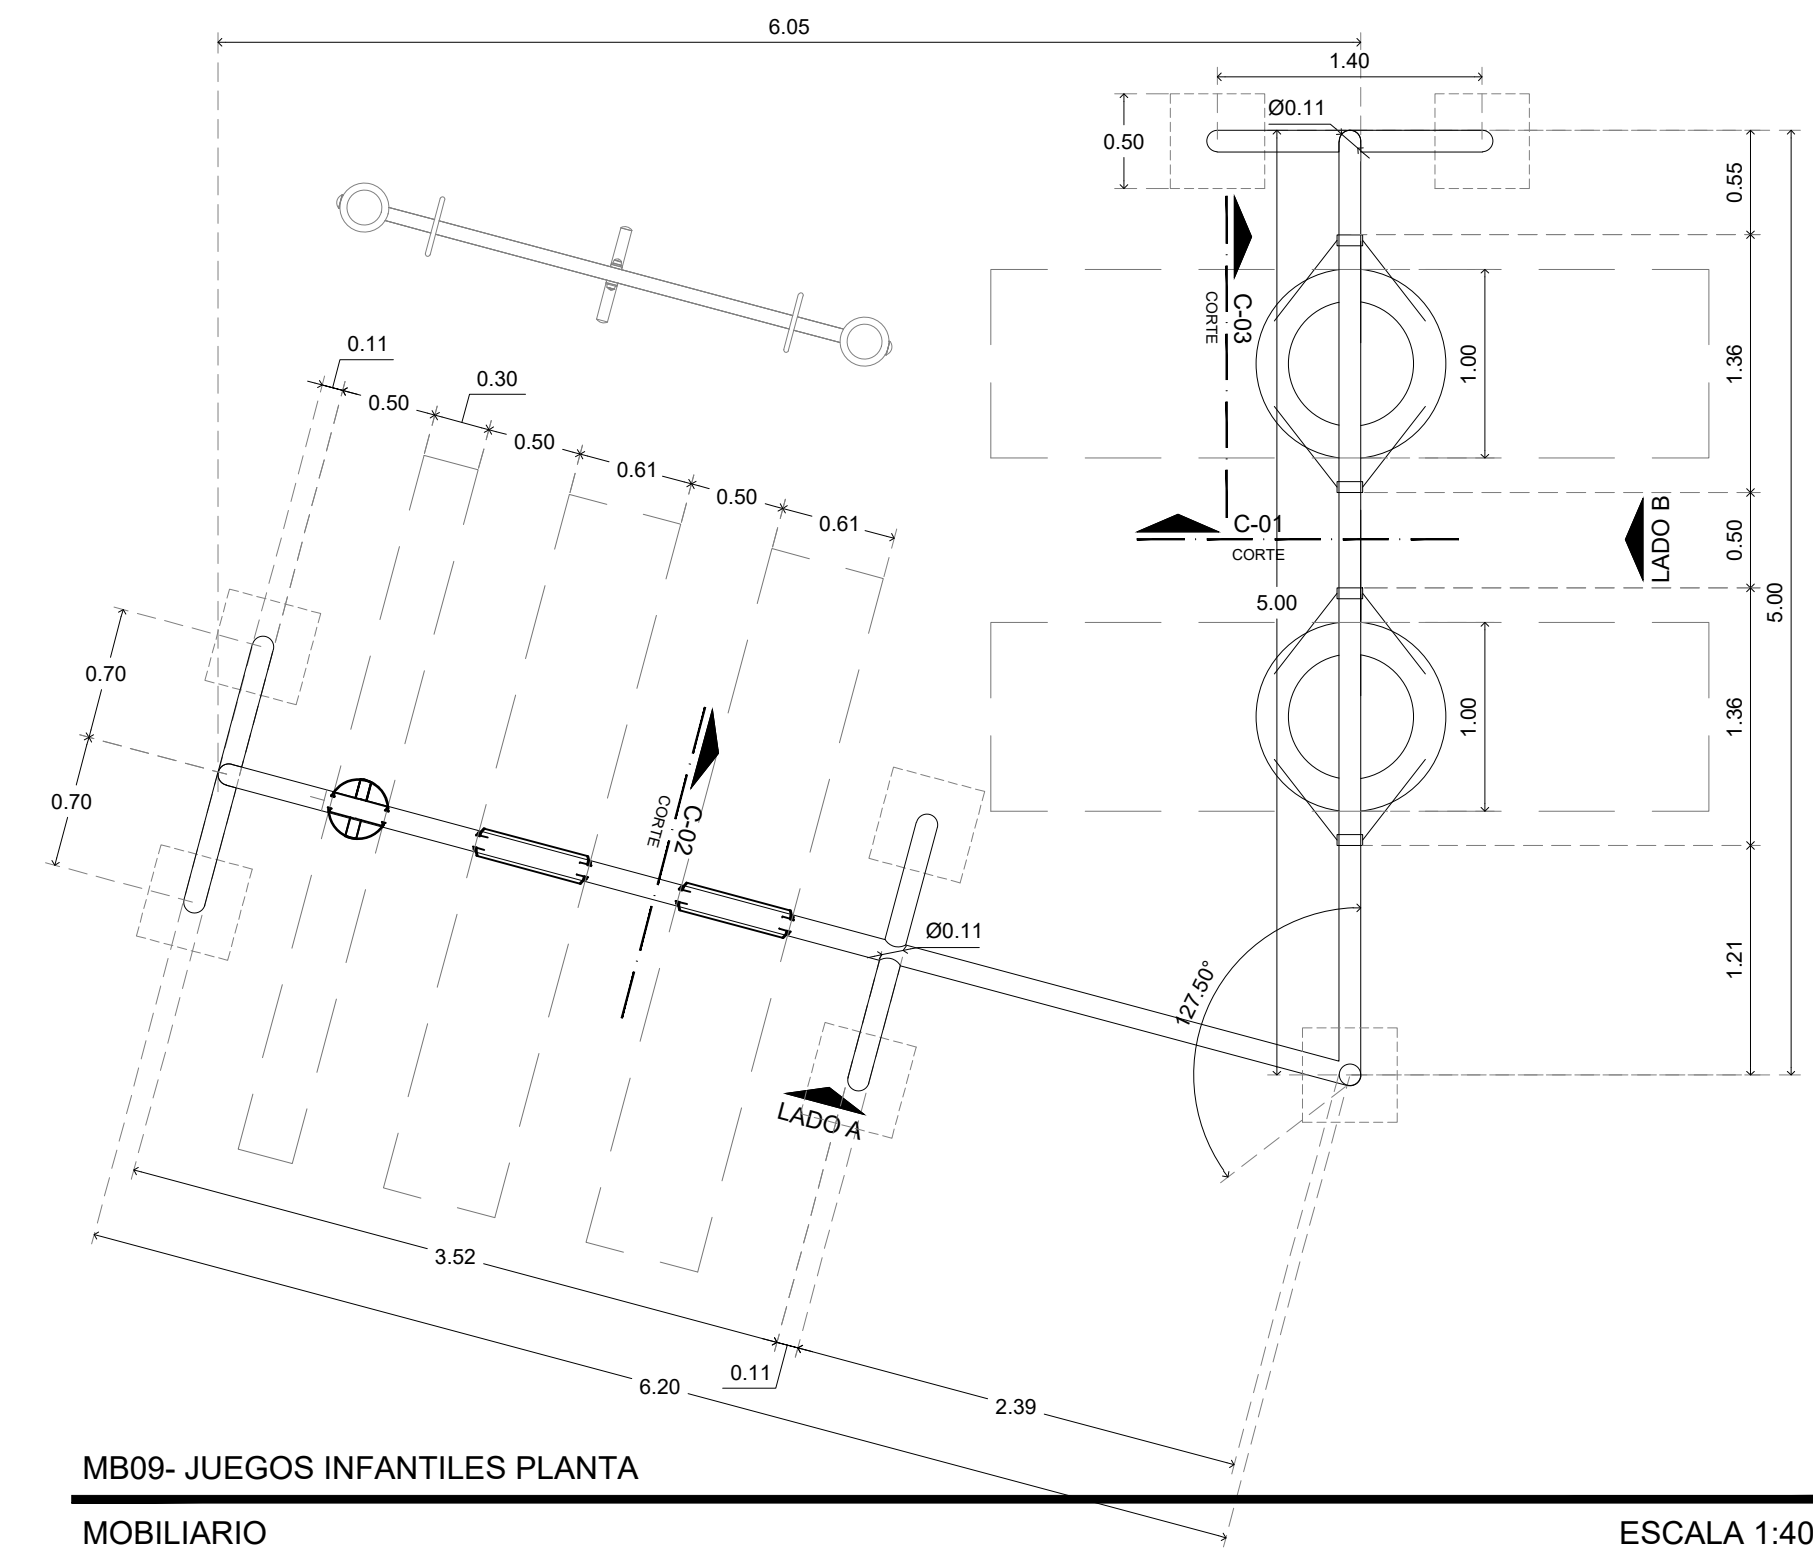 6.05
1.40
Ø0.11
0.50
0.55
0.11
0.30
0.50
0.50
0.61
0.50
0.61
C-03
CORTE
1.00
1.36
C-01
CORTE
LADO B
0.50
5.00
5.00
0.70
0.70
1.00
1.36
C-02
CORTE
Ø0.11
127.50°
1.21
LADO A
3.52
0.11
6.20
2.39
MB09- JUEGOS INFANTILES PLANTA
MOBILIARIO
ESCALA 1:40